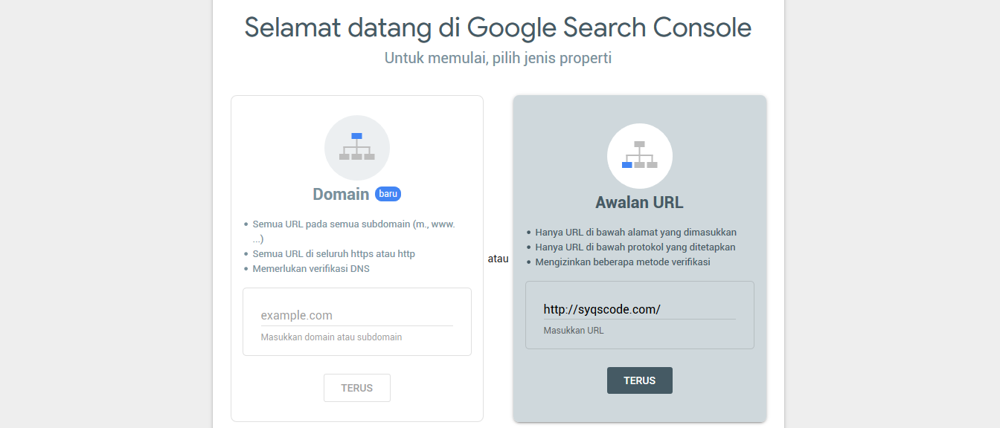 Selamat datang di Google Search Console
Untuk memulai, pilih jenis properti
Domain baru
• Semua URL pada semua subdomain (m., www. ...)
• Semua URL di seluruh https atau http
• Memerlukan verifikasi DNS
example.com
Masukkan domain atau subdomain
TERUS
atau
Awalan URL
• Hanya URL di bawah alamat yang dimasukkan
• Hanya URL di bawah protokol yang ditetapkan
• Mengizinkan beberapa metode verifikasi
http://syqscode.com/
Masukkan URL
TERUS